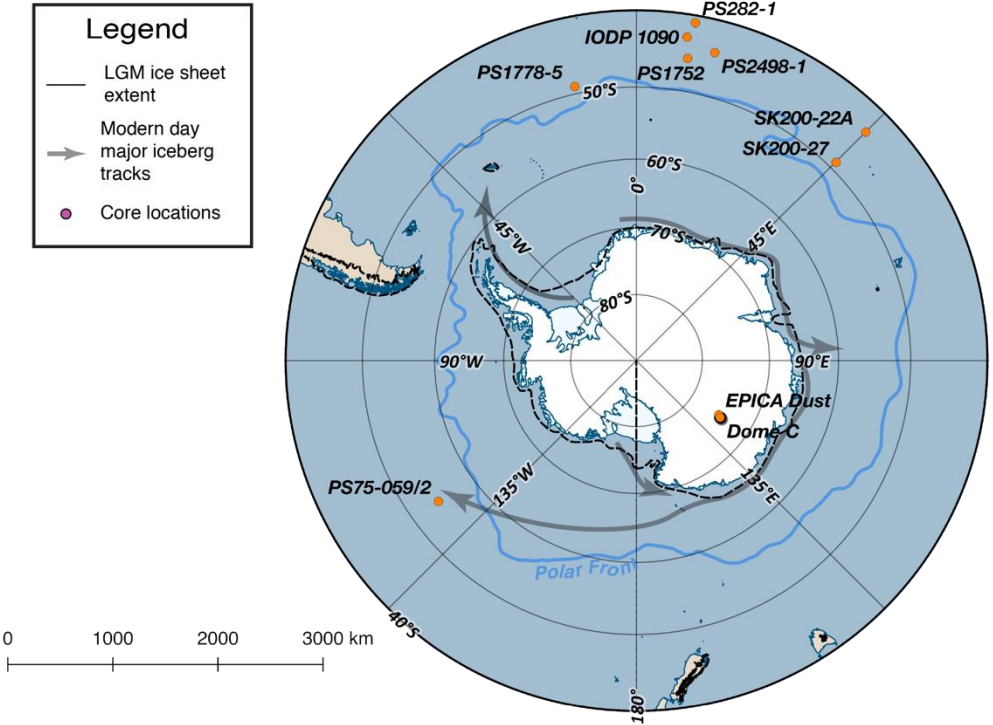 Legend
LGM ice sheet
extent
Modern day
major iceberg
tracks
Core locations
PS282-1
IODP 1090
PS1752
PS2498-1
PS1778-5
50°S
SK200-22A
SK200-27
60°S
0°
45°W
70°S
45°E
80°S
90°W
90°E
EPICA Dust
Dome C
PS75-059/2
135°W
135°E
Polar Front
40°S
180°
0 1000 2000 3000 km